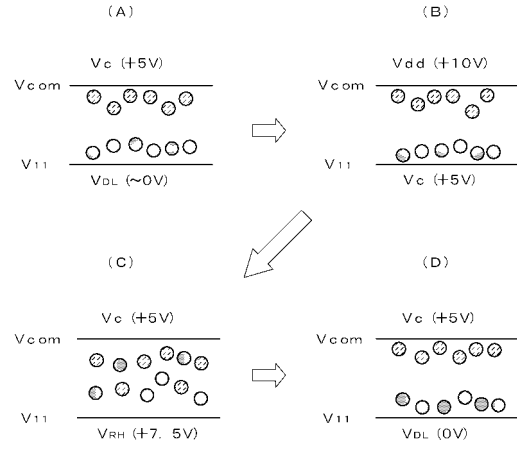 (A)
Vc (+5V)
Vcom
V11
VDL (~0V)
(B)
Vdd (+10V)
Vcom
V11
Vc (+5V)
(C)
Vc (+5V)
Vcom
V11
VRH (+7. 5V)
(D)
Vc (+5V)
Vcom
V11
VDL (0V)